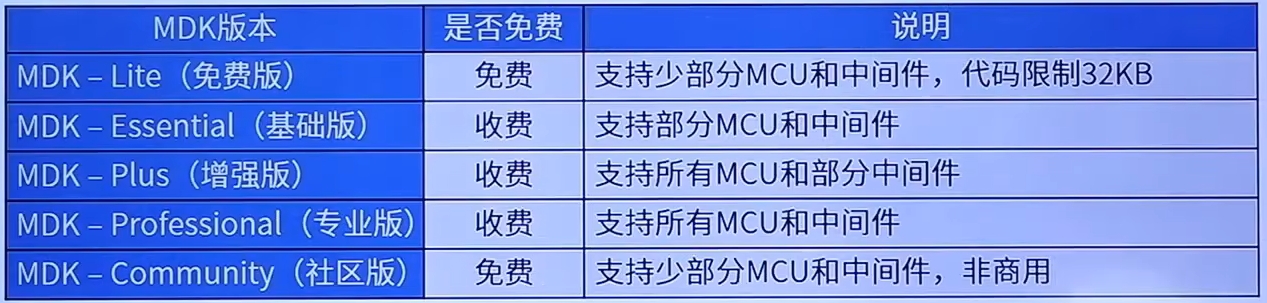 MDK版本 是否免费 说明
MDK – Lite（免费版） 免费 支持少部分MCU和中间件，代码限制32KB
MDK – Essential（基础版） 收费 支持部分MCU和中间件
MDK – Plus（增强版） 收费 支持所有MCU和部分中间件
MDK – Professional（专业版） 收费 支持所有MCU和中间件
MDK – Community（社区版） 免费 支持少部分MCU和中间件，非商用